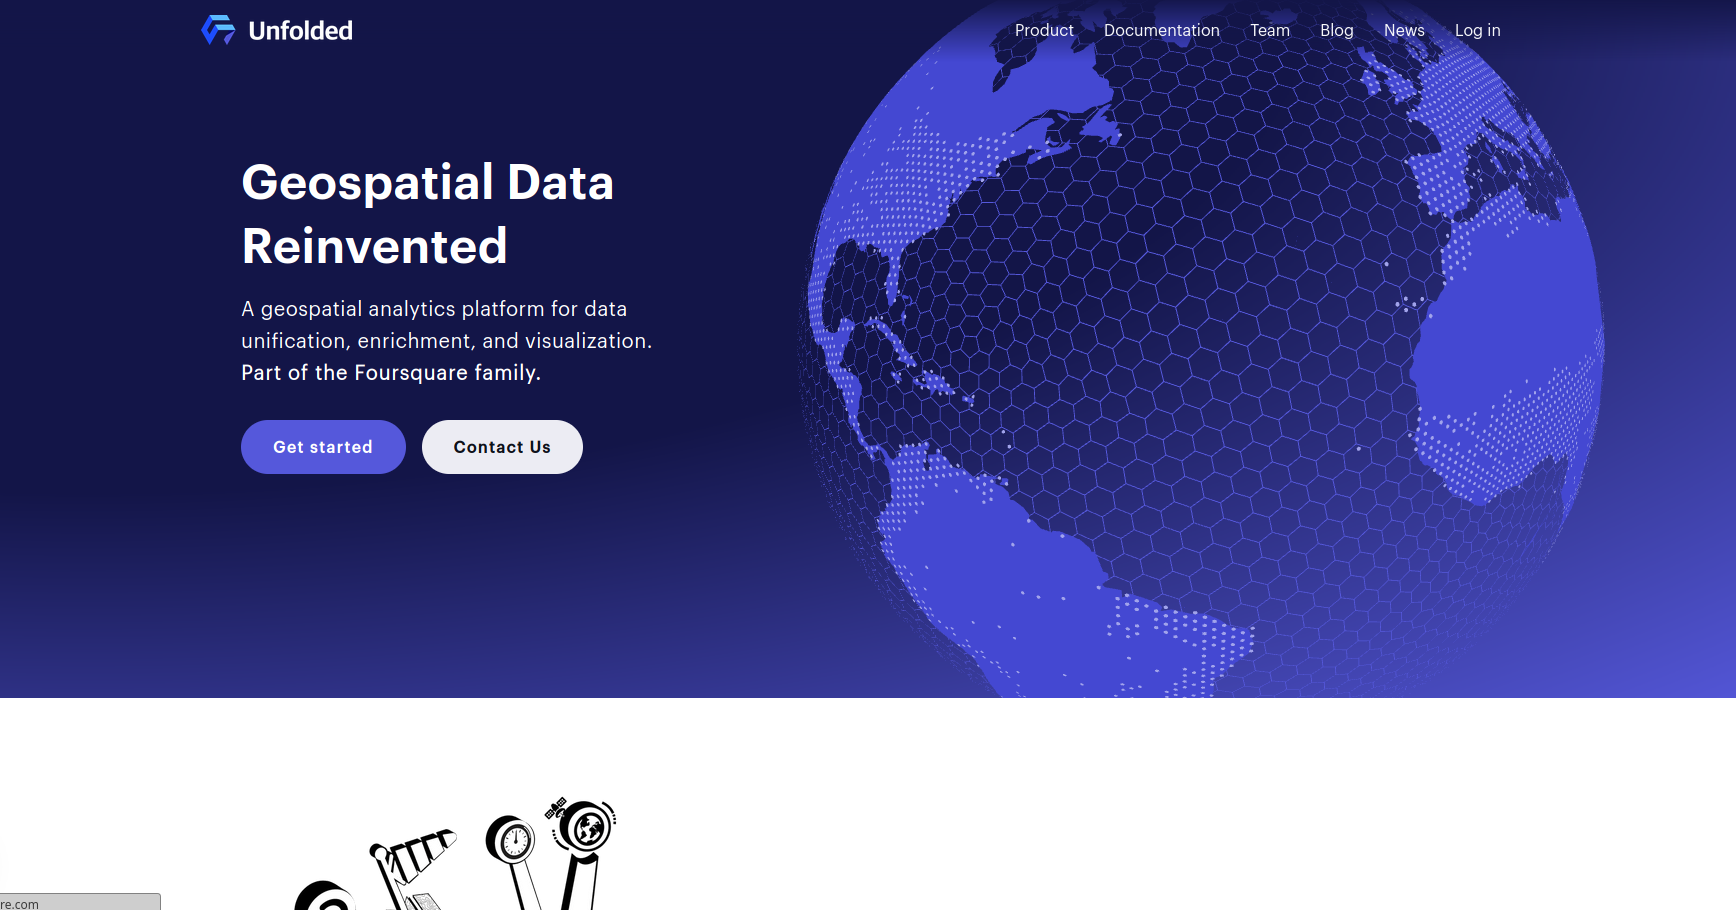 Unfolded
Product Documentation Team Blog News Log in
Geospatial Data
Reinvented
A geospatial analytics platform for data
unification, enrichment, and visualization.
Part of the Foursquare family.
Get started Contact Us
re.com